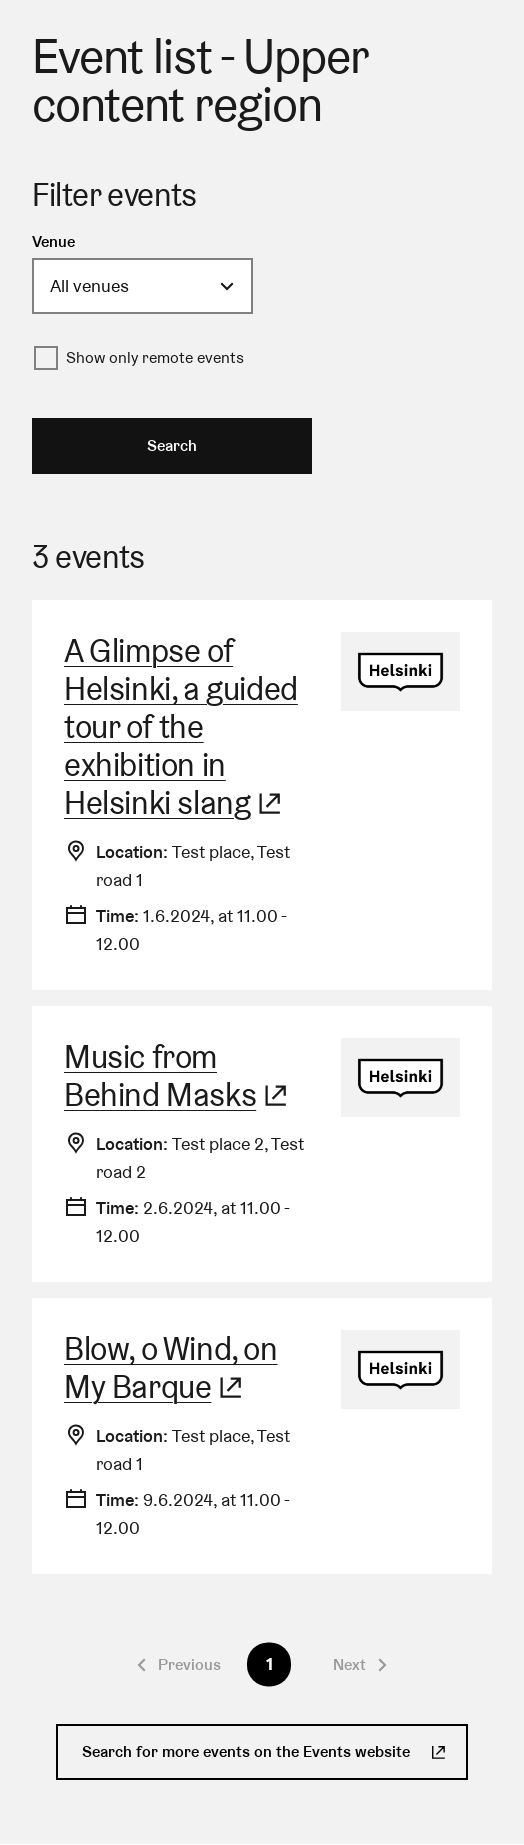 Event list - Upper
content region
Filter events
Venue
All venues
Show only remote events
Search
3 events
A Glimpse of
Helsinki, a guided
tour of the
exhibition in
Helsinki slang
Helsinki
Location: Test place, Test
road 1
Time: 1.6.2024, at 11.00 -
12.00
Music from
Behind Masks
Helsinki
Location: Test place 2, Test
road 2
Time: 2.6.2024, at 11.00 -
12.00
Blow, o Wind, on
My Barque
Helsinki
Location: Test place, Test
road 1
Time: 9.6.2024, at 11.00 -
12.00
Previous 1 Next
Search for more events on the Events website